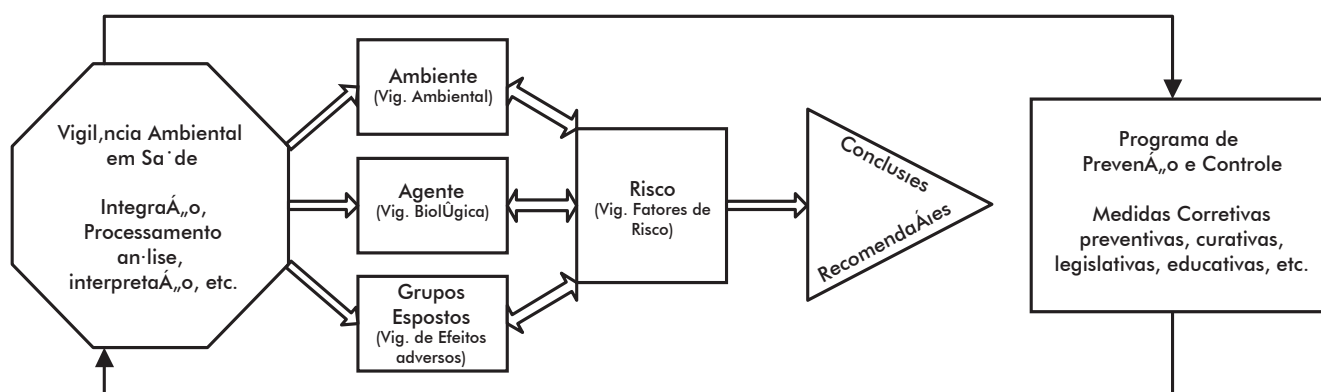 Vigil‚ncia Ambiental
em Sa˙de
IntegraÁ„o,
Processamento
an·lise,
interpretaÁ„o, etc.
Ambiente
(Vig. Ambiental)
Agente
(Vig. BiolÛgica)
Grupos
Espostos
(Vig. de Efeitos
adversos)
Risco
(Vig. Fatores de
Risco)
Conclusıes
RecomendaÁıes
Programa de
PrevenÁ„o e Controle
Medidas Corretivas
preventivas, curativas,
legislativas, educativas, etc.